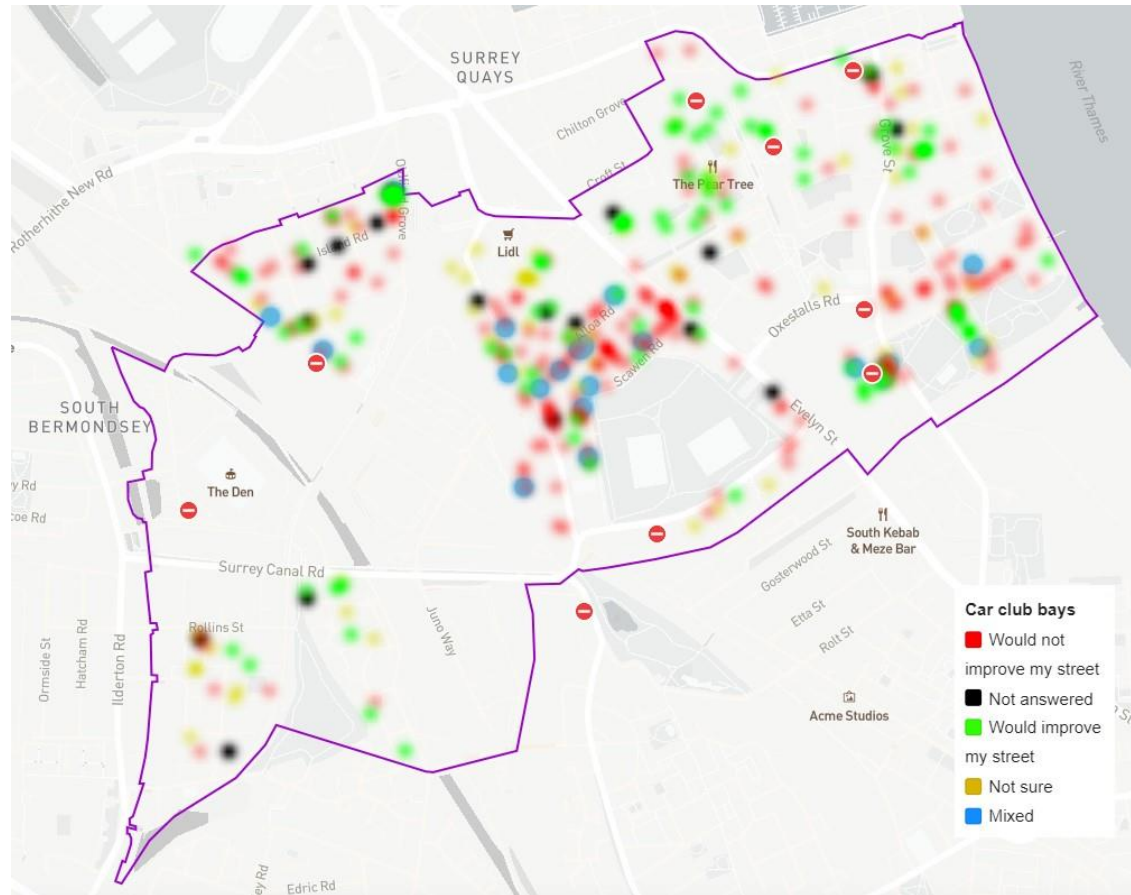 SURREY
QUAYS
River Thames
Chilton Grove
Grove St
Rotherhithe New Rd
Croft St
The Pear Tree
Island Rd
Lidl
Alloa Rd
Oxestalls Rd
Scawen Rd
SOUTH
BERMONDSEY
Evelyn St
The Den
South Kebab
& Meze Bar
Surrey Canal Rd
Gosterwood St
Etta St
Rolt St
Rollins St
Juno Way
Ormside St
Hatcham Rd
Ilderton Rd
Acme Studios
Edric Rd
Car club bays
Would not
improve my street
Not answered
Would improve
my street
Not sure
Mixed